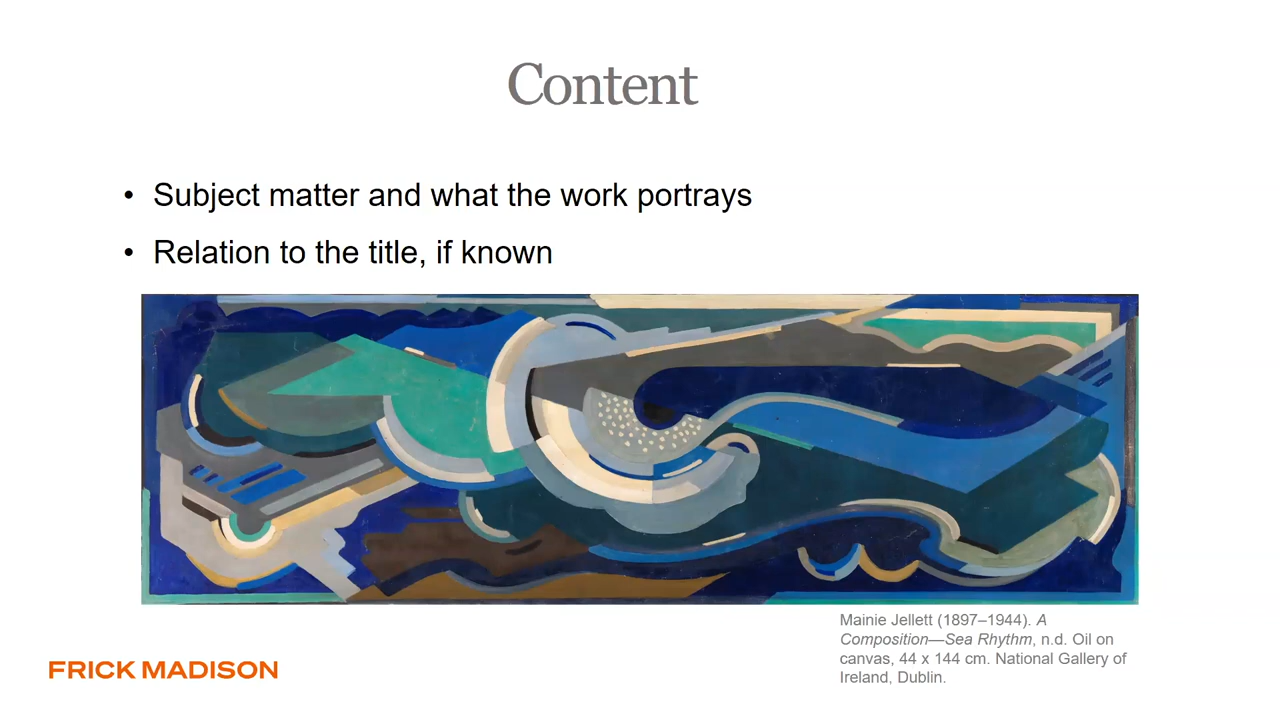 Content
• Subject matter and what the work portrays
• Relation to the title, if known
Mainie Jellett (1897–1944). A
Composition—Sea Rhythm, n.d. Oil on
canvas, 44 x 144 cm. National Gallery of
Ireland, Dublin.
FRICK MADISON